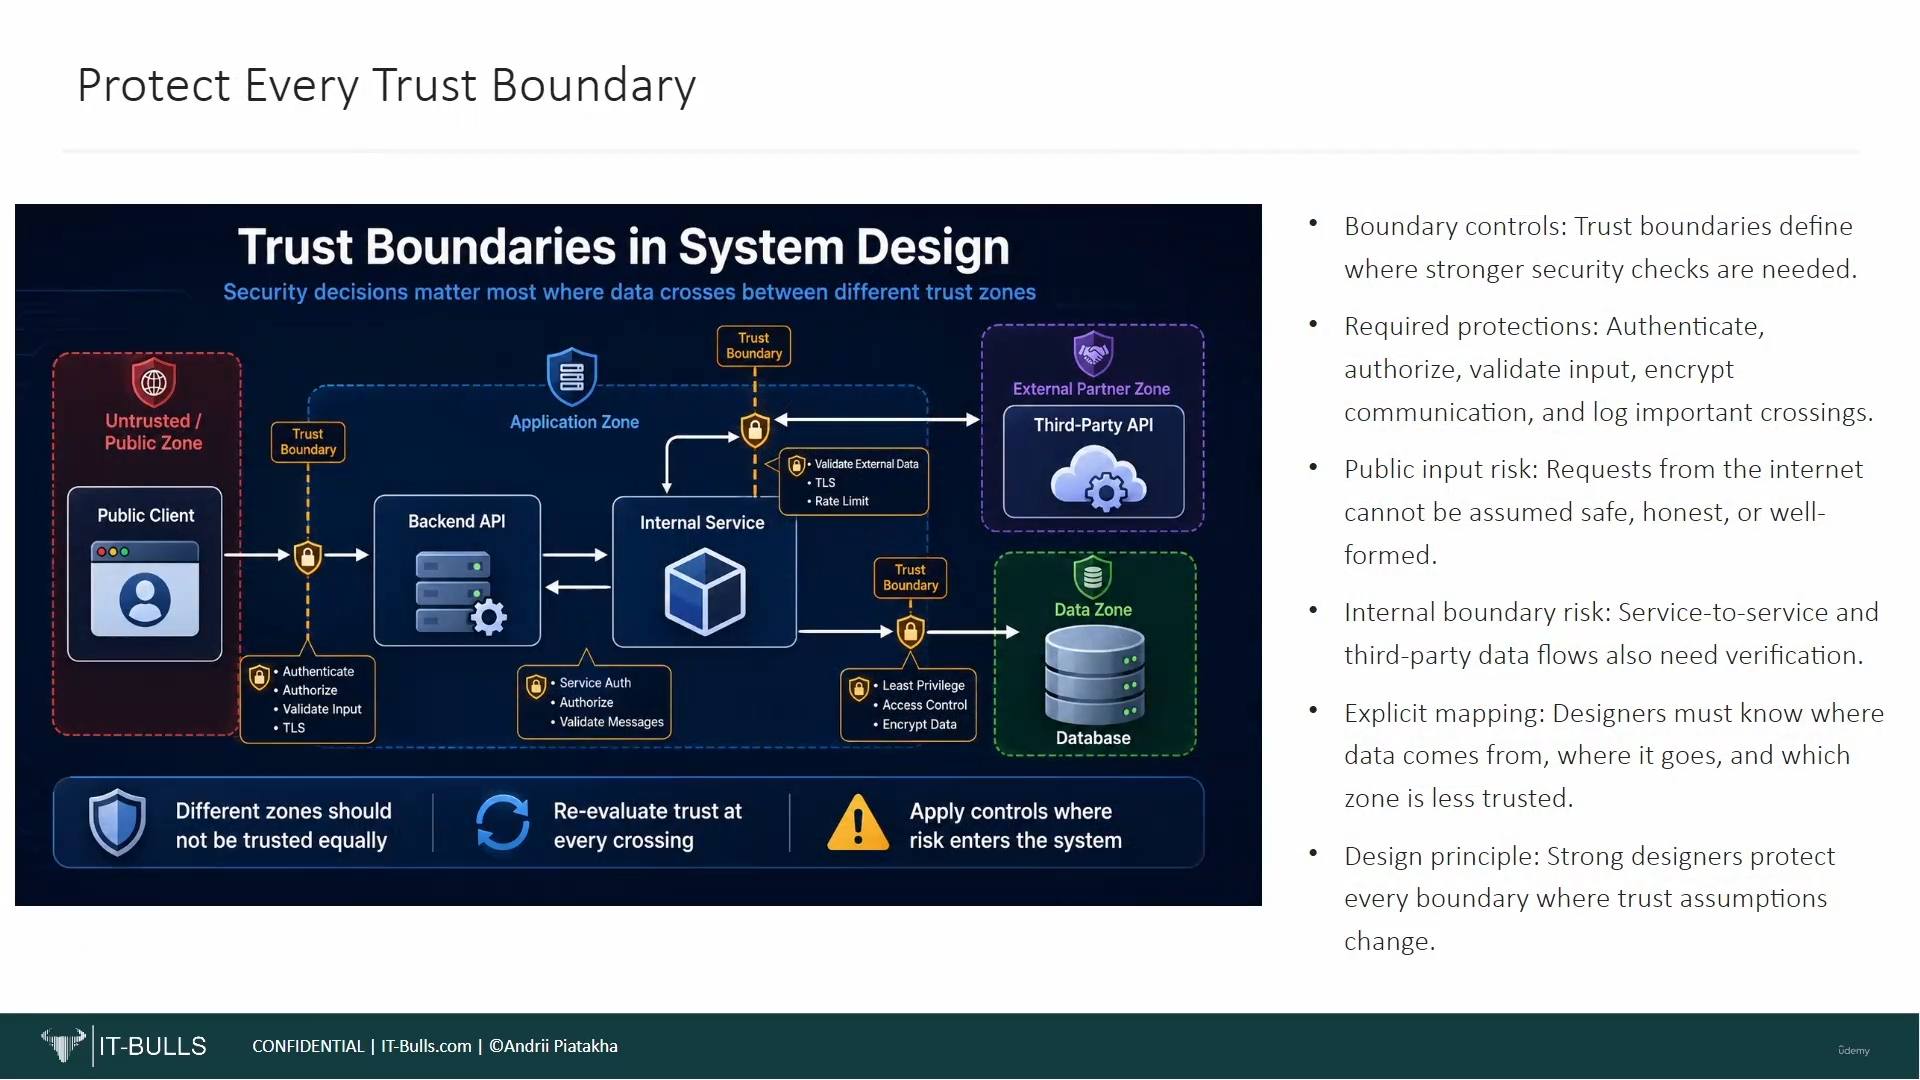 Protect Every Trust Boundary
Trust Boundaries in System Design
Security decisions matter most where data crosses between different trust zones
Untrusted /
Public Zone
Public Client
Trust
Boundary
• Authenticate
• Authorize
• Validate Input
• TLS
Application Zone
Backend API
Internal Service
• Service Auth
• Authorize
• Validate Messages
Trust
Boundary
• Validate External Data
• TLS
• Rate Limit
External Partner Zone
Third-Party API
Trust
Boundary
• Least Privilege
• Access Control
• Encrypt Data
Data Zone
Database
Different zones should
not be trusted equally
Re-evaluate trust at
every crossing
Apply controls where
risk enters the system
• Boundary controls: Trust boundaries define
where stronger security checks are needed.
• Required protections: Authenticate,
authorize, validate input, encrypt
communication, and log important crossings.
• Public input risk: Requests from the internet
cannot be assumed safe, honest, or well-
formed.
• Internal boundary risk: Service-to-service and
third-party data flows also need verification.
• Explicit mapping: Designers must know where
data comes from, where it goes, and which
zone is less trusted.
• Design principle: Strong designers protect
every boundary where trust assumptions
change.
IT-BULLS
CONFIDENTIAL | IT-Bulls.com | ©Andrii Piatakha
udemy